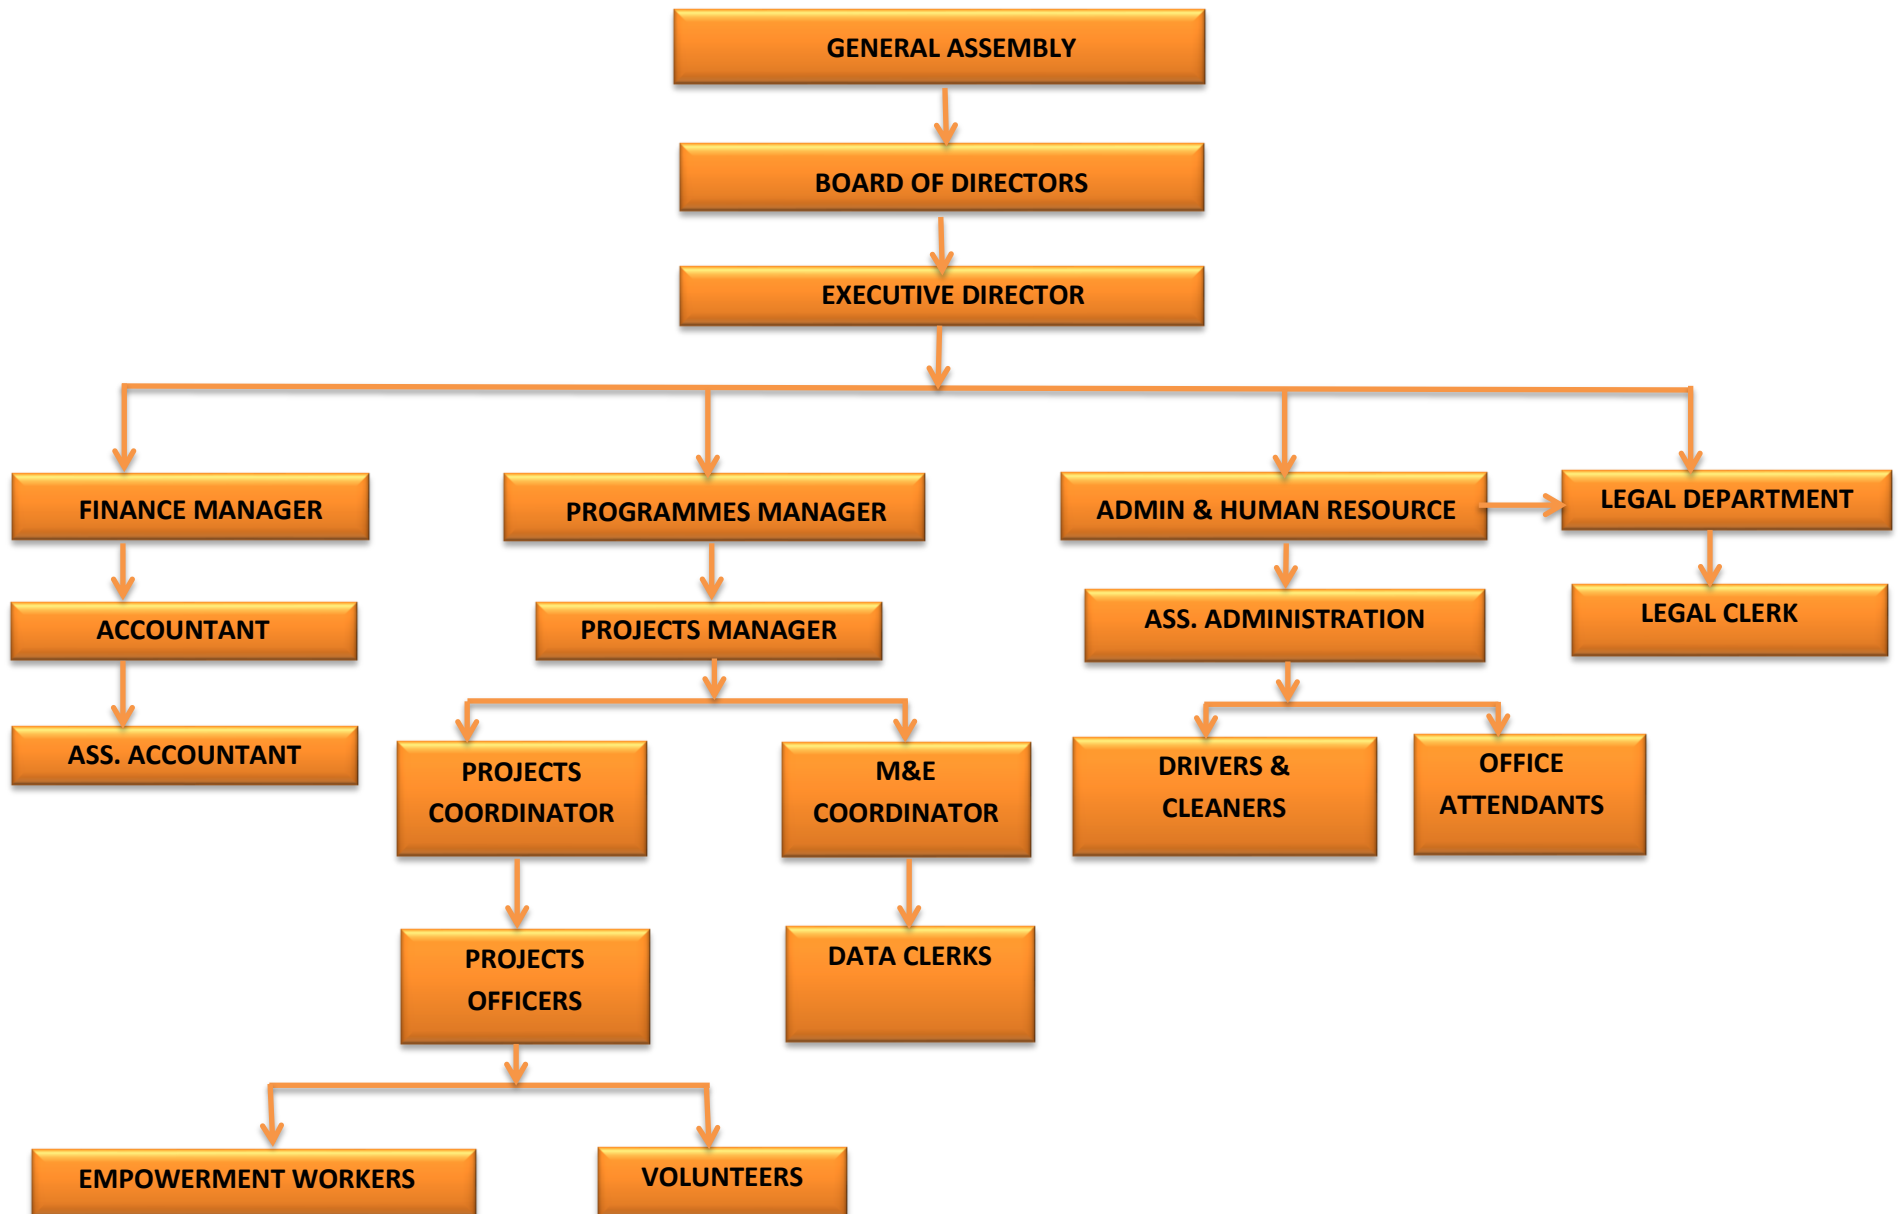 GENERAL ASSEMBLY
BOARD OF DIRECTORS
EXECUTIVE DIRECTOR
FINANCE MANAGER
PROGRAMMES MANAGER
ADMIN & HUMAN RESOURCE
LEGAL DEPARTMENT
ACCOUNTANT
PROJECTS MANAGER
ASS. ADMINISTRATION
LEGAL CLERK
ASS. ACCOUNTANT
PROJECTS
COORDINATOR
M&E
COORDINATOR
DRIVERS &
CLEANERS
OFFICE
ATTENDANTS
PROJECTS
OFFICERS
DATA CLERKS
EMPOWERMENT WORKERS
VOLUNTEERS